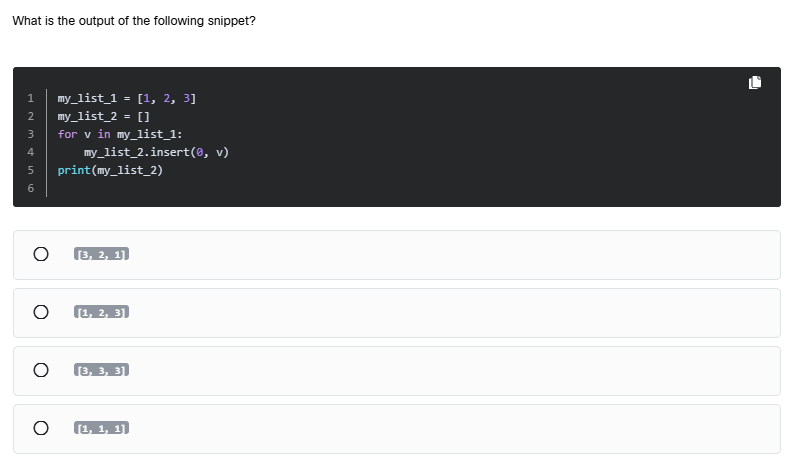 What is the output of the following snippet?
1 my_list_1 = [1, 2, 3]
2 my_list_2 = []
3 for v in my_list_1:
4     my_list_2.insert(0, v)
5 print(my_list_2)
6
[3, 2, 1]
[1, 2, 3]
[3, 3, 3]
[1, 1, 1]